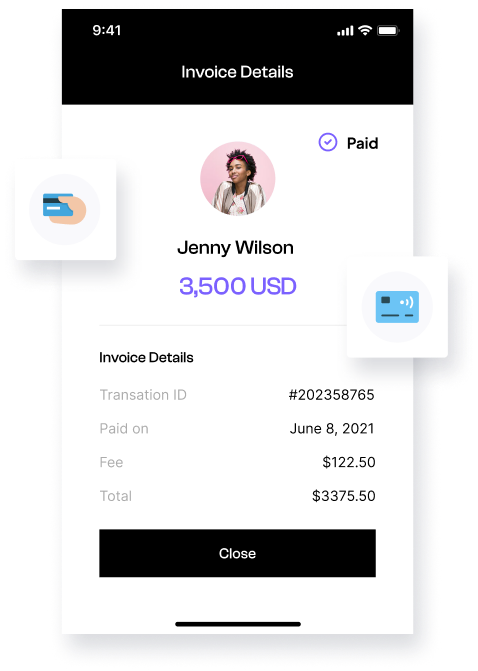 9:41
Invoice Details
Paid
Jenny Wilson
3,500 USD
Invoice Details
Transation ID #202358765
Paid on June 8, 2021
Fee $122.50
Total $3375.50
Close